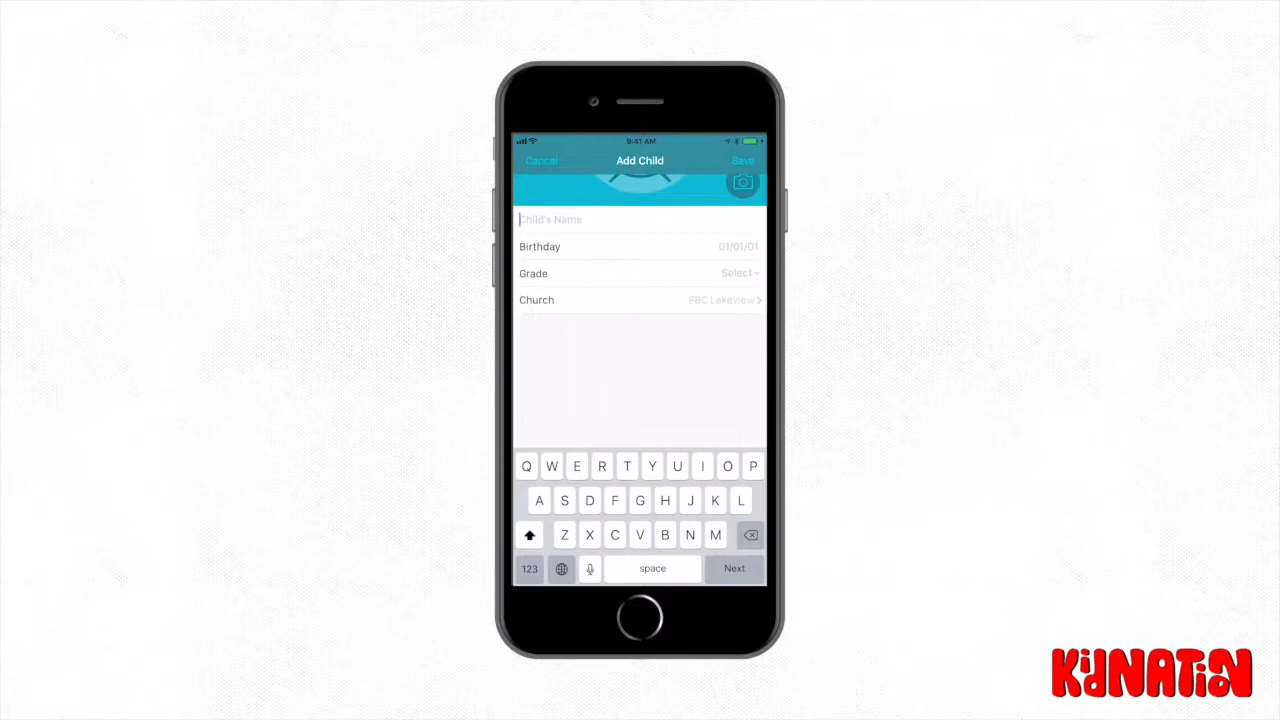 9:41 AM
Cancel Add Child Save
Child's Name
Birthday 01/01/01
Grade Select
Church FBC Lakeview
Q W E R T Y U I O P
A S D F G H J K L
Z X C V B N M
123 space Next
KidNATion